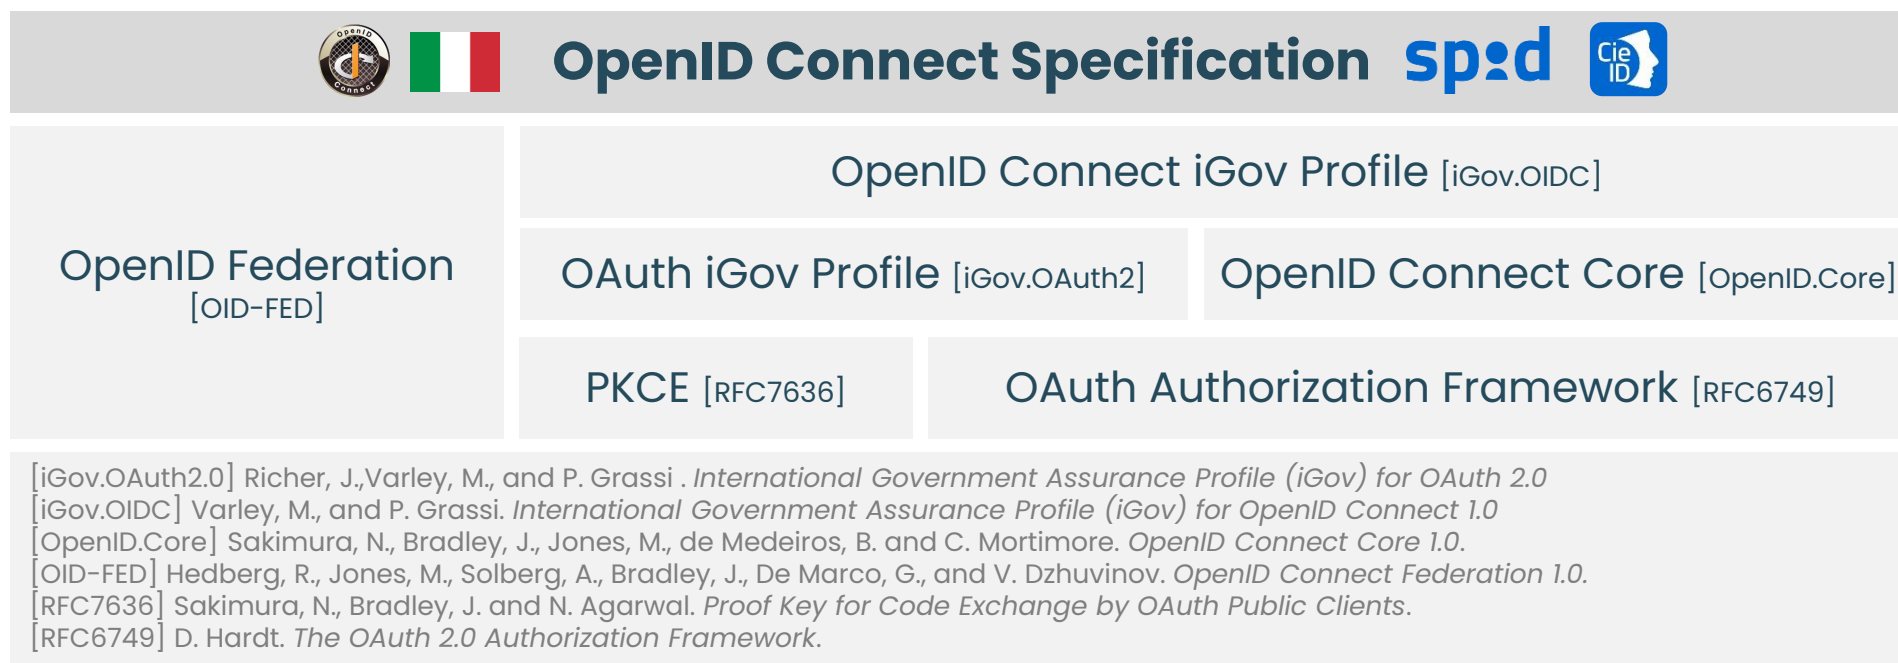 OpenID
Connect
OpenID Connect Specification
spid
Cie
ID
OpenID Federation
[OID-FED]
OpenID Connect iGov Profile [iGov.OIDC]
OAuth iGov Profile [iGov.OAuth2]
OpenID Connect Core [OpenID.Core]
PKCE [RFC7636]
OAuth Authorization Framework [RFC6749]
[iGov.OAuth2.0] Richer, J.,Varley, M., and P. Grassi . International Government Assurance Profile (iGov) for OAuth 2.0
[iGov.OIDC] Varley, M., and P. Grassi. International Government Assurance Profile (iGov) for OpenID Connect 1.0
[OpenID.Core] Sakimura, N., Bradley, J., Jones, M., de Medeiros, B. and C. Mortimore. OpenID Connect Core 1.0.
[OID-FED] Hedberg, R., Jones, M., Solberg, A., Bradley, J., De Marco, G., and V. Dzhuvinov. OpenID Connect Federation 1.0.
[RFC7636] Sakimura, N., Bradley, J. and N. Agarwal. Proof Key for Code Exchange by OAuth Public Clients.
[RFC6749] D. Hardt. The OAuth 2.0 Authorization Framework.